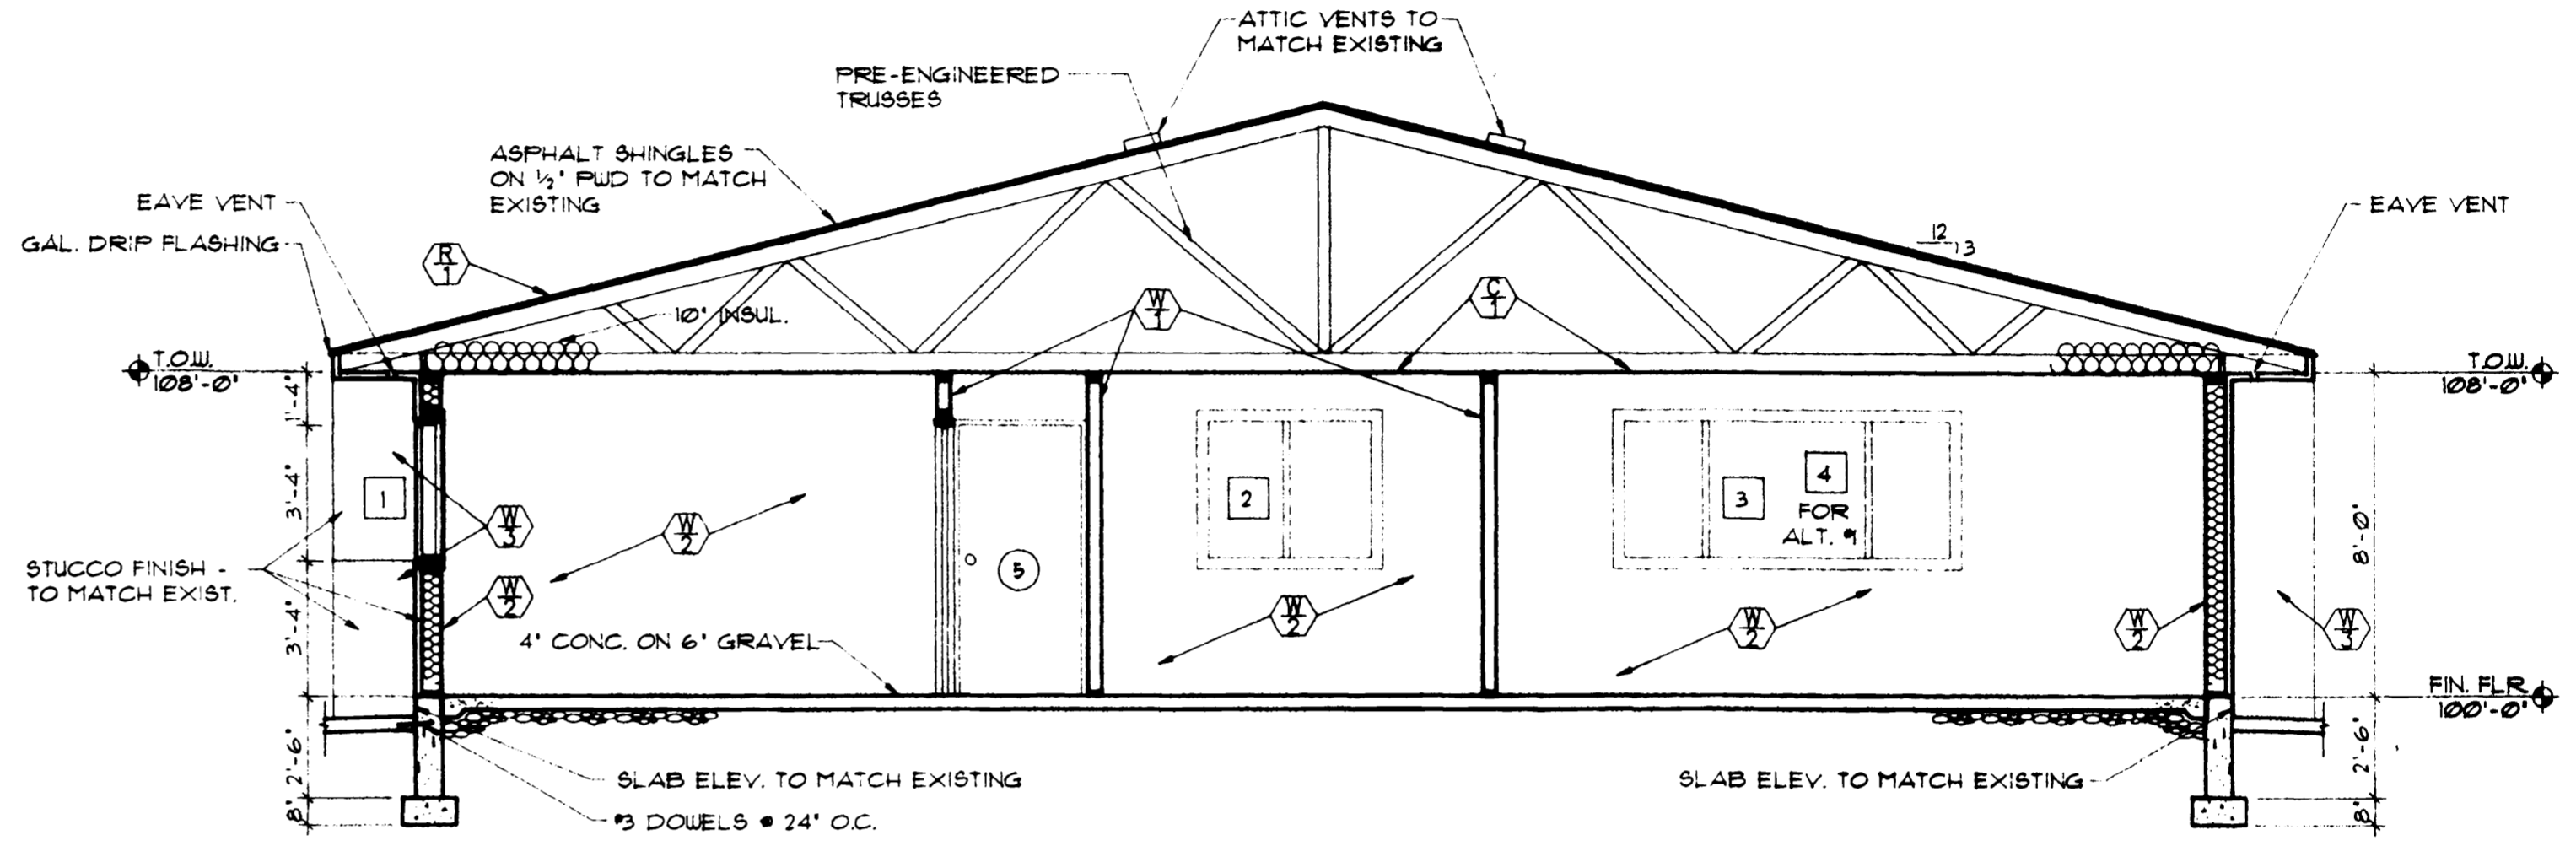 ATTIC VENTS TO
MATCH EXISTING
PRE-ENGINEERED
TRUSSES
ASPHALT SHINGLES
ON ½" PWD TO MATCH
EXISTING
EAVE VENT
GAL. DRIP FLASHING
R
1
10" INSUL.
W
1
C
1
12
3
EAVE VENT
T.O.W.
108'-0"
T.O.W.
108'-0"
1'-4"
3'-4"
3'-4"
2'-6"
8"
1
W
3
W
2
STUCCO FINISH -
TO MATCH EXIST.
W
2
4" CONC. ON 6" GRAVEL
5
2
W
2
3
4
FOR
ALT. #1
W
2
W
2
W
3
8'-0"
FIN. FLR
100'-0"
2'-6"
8"
SLAB ELEV. TO MATCH EXISTING
#3 DOWELS @ 24" O.C.
SLAB ELEV. TO MATCH EXISTING